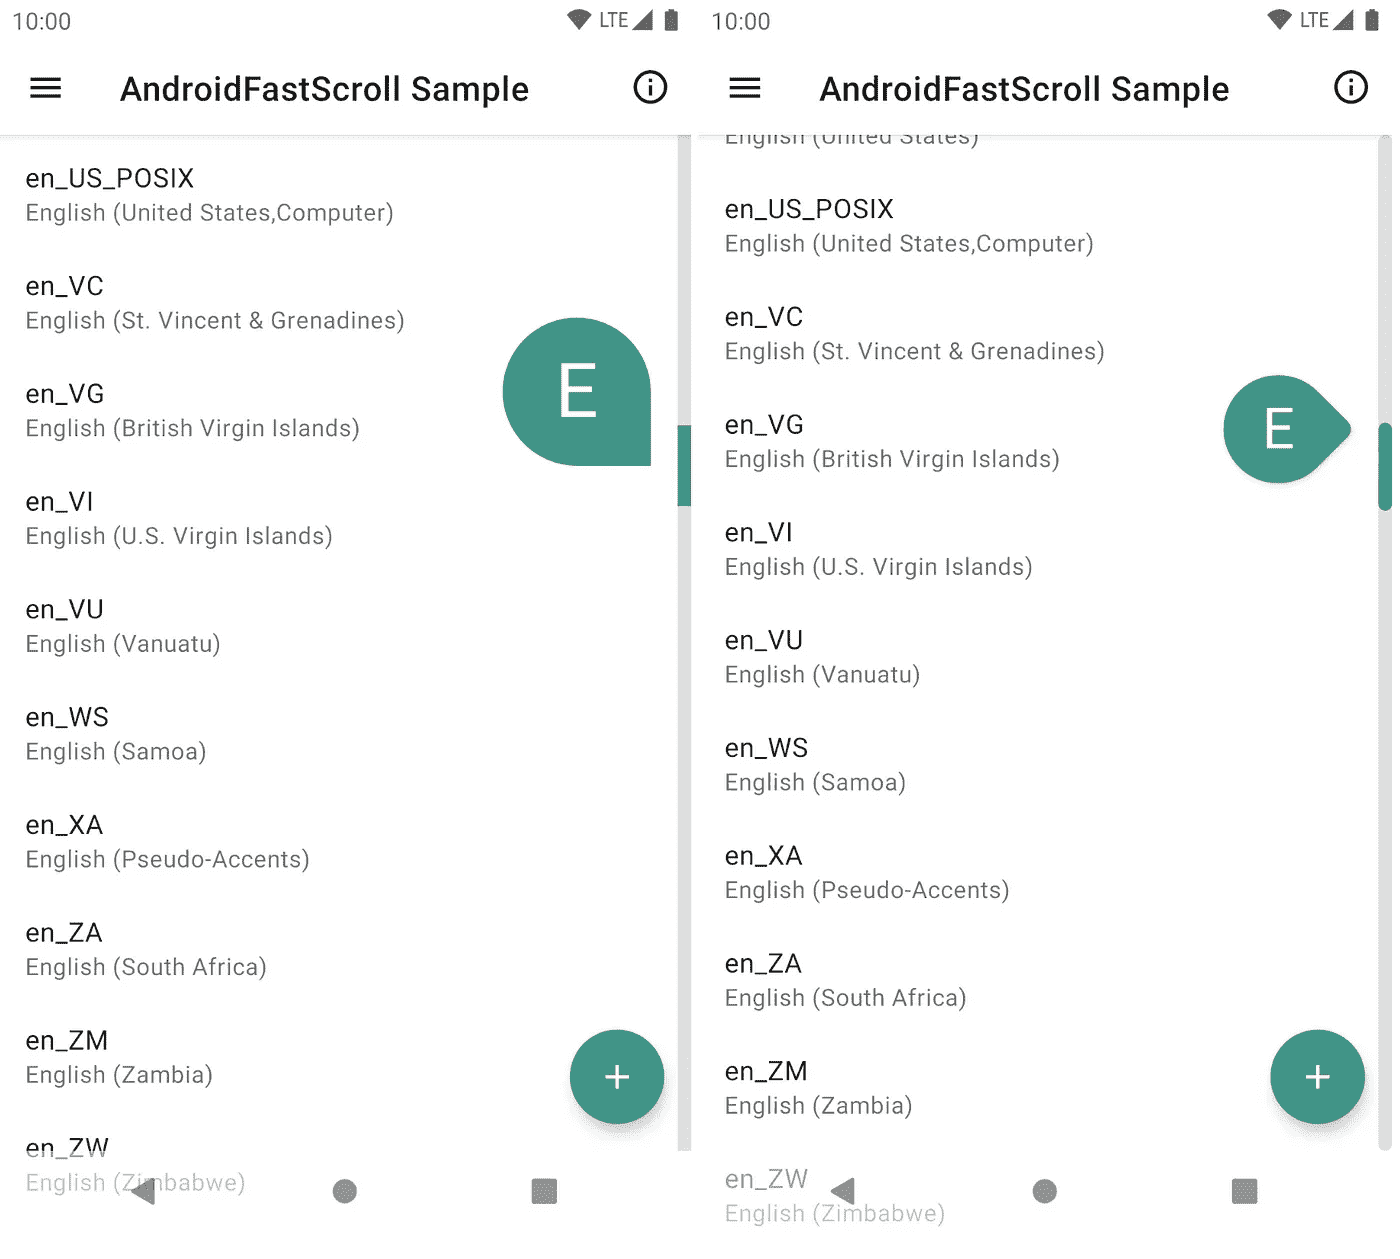 10:00 LTE
AndroidFastScroll Sample
en_US_POSIX
English (United States,Computer)
en_VC
English (St. Vincent & Grenadines)
E
en_VG
English (British Virgin Islands)
en_VI
English (U.S. Virgin Islands)
en_VU
English (Vanuatu)
en_WS
English (Samoa)
en_XA
English (Pseudo-Accents)
en_ZA
English (South Africa)
en_ZM
English (Zambia)
+
en_ZW
English (Zimbabwe)
10:00 LTE
AndroidFastScroll Sample
English (United States)
en_US_POSIX
English (United States,Computer)
en_VC
English (St. Vincent & Grenadines)
en_VG
E
English (British Virgin Islands)
en_VI
English (U.S. Virgin Islands)
en_VU
English (Vanuatu)
en_WS
English (Samoa)
en_XA
English (Pseudo-Accents)
en_ZA
English (South Africa)
en_ZM
+
English (Zambia)
en_ZW
English (Zimbabwe)